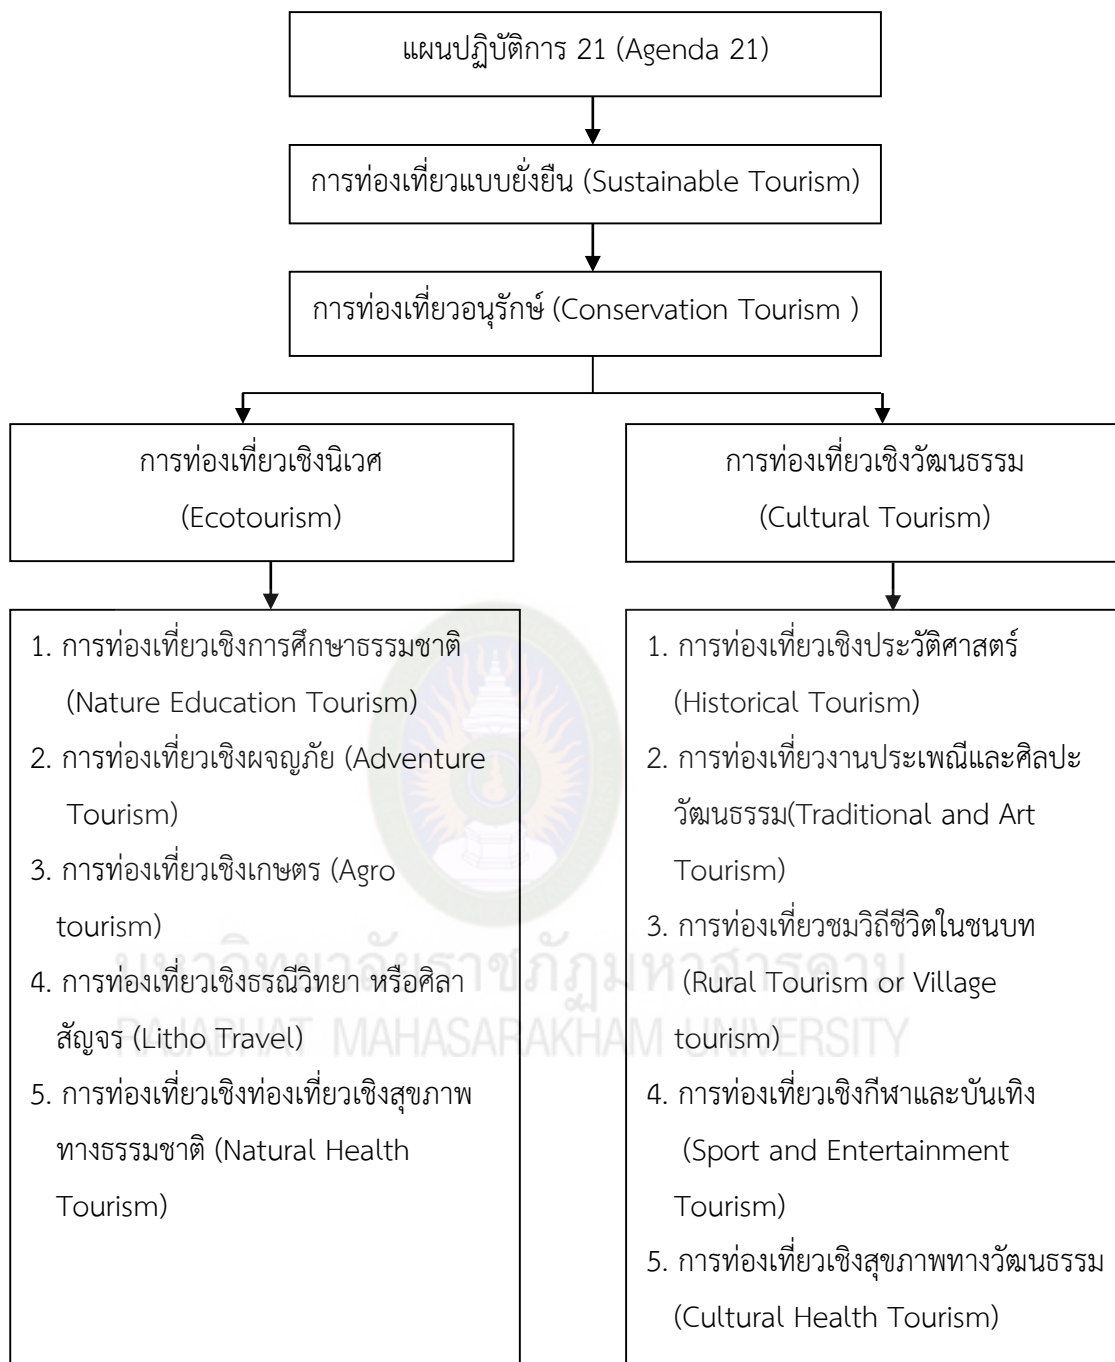 แผนปฏิบัติการ 21 (Agenda 21)
การท่องเที่ยวแบบยั่งยืน (Sustainable Tourism)
การท่องเที่ยวอนุรักษ์ (Conservation Tourism )
การท่องเที่ยวเชิงนิเวศ
(Ecotourism)
1. การท่องเที่ยวเชิงการศึกษาธรรมชาติ
(Nature Education Tourism)
2. การท่องเที่ยวเชิงผจญภัย (Adventure
Tourism)
3. การท่องเที่ยวเชิงเกษตร (Agro
tourism)
4. การท่องเที่ยวเชิงธรณีวิทยา หรือศิลา
สัญจร (Litho Travel)
5. การท่องเที่ยวเชิงท่องเที่ยวเชิงสุขภาพ
ทางธรรมชาติ (Natural Health
Tourism)
การท่องเที่ยวเชิงวัฒนธรรม
(Cultural Tourism)
1. การท่องเที่ยวเชิงประวัติศาสตร์
(Historical Tourism)
2. การท่องเที่ยวงานประเพณีและศิลปะ
วัฒนธรรม(Traditional and Art
Tourism)
3. การท่องเที่ยวชมวิถีชีวิตในชนบท
(Rural Tourism or Village
tourism)
4. การท่องเที่ยวเชิงกีฬาและบันเทิง
(Sport and Entertainment
Tourism)
5. การท่องเที่ยวเชิงสุขภาพทางวัฒนธรรม
(Cultural Health Tourism)
มหาวิทยาลัยราชภัฏมหาสารคาม
RAJABHAT MAHASARAKHAM UNIVERSITY